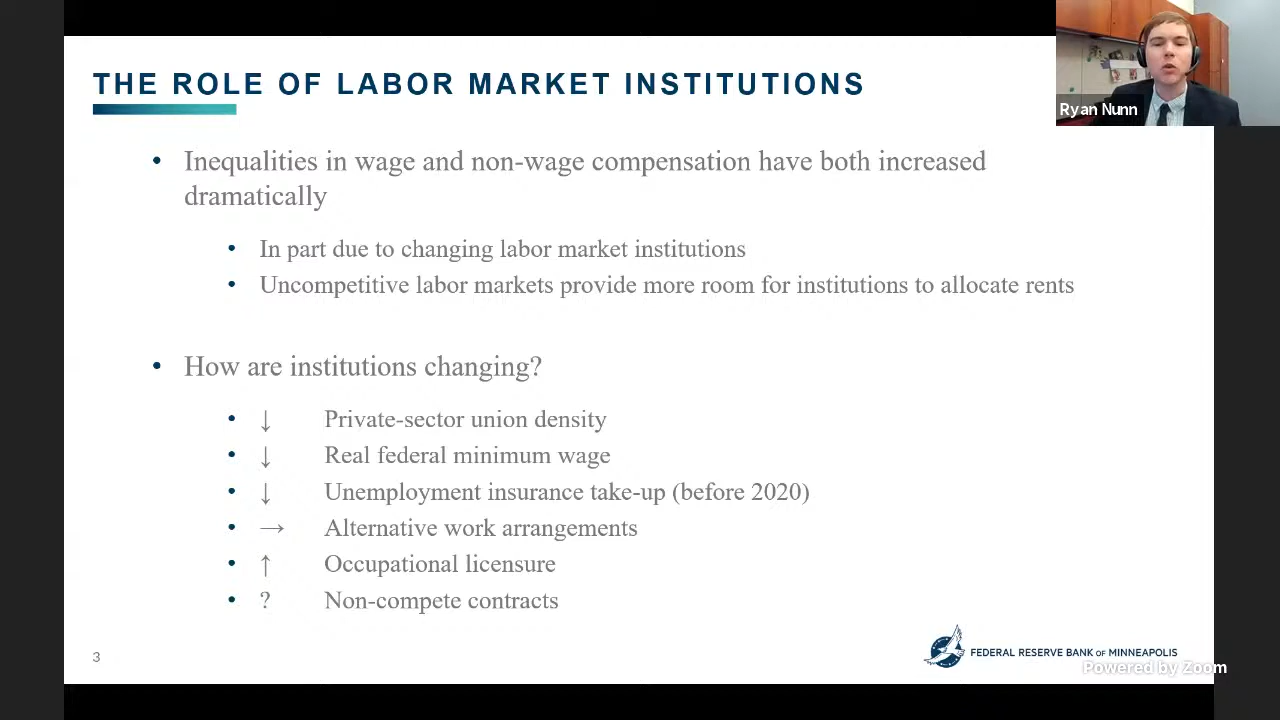 THE ROLE OF LABOR MARKET INSTITUTIONS
Ryan Nunn
• Inequalities in wage and non-wage compensation have both increased
dramatically
• In part due to changing labor market institutions
• Uncompetitive labor markets provide more room for institutions to allocate rents
• How are institutions changing?
• ↓ Private-sector union density
• ↓ Real federal minimum wage
• ↓ Unemployment insurance take-up (before 2020)
• → Alternative work arrangements
• ↑ Occupational licensure
• ? Non-compete contracts
3
FEDERAL RESERVE BANK OF MINNEAPOLIS
Powered by Zoom